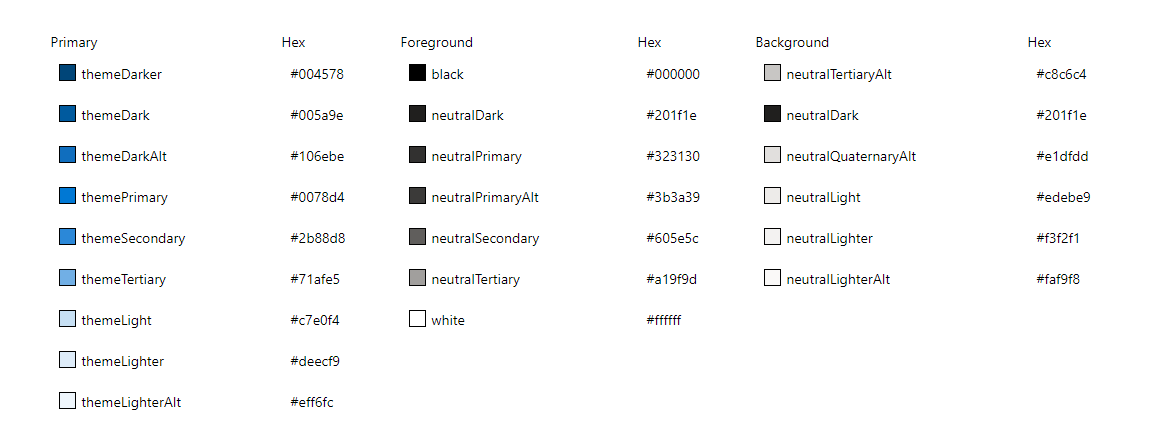 Primary Hex Foreground Hex Background Hex
themeDarker #004578 black #000000 neutralTertiaryAlt #c8c6c4
themeDark #005a9e neutralDark #201f1e neutralDark #201f1e
themeDarkAlt #106ebe neutralPrimary #323130 neutralQuaternaryAlt #e1dfdd
themePrimary #0078d4 neutralPrimaryAlt #3b3a39 neutralLight #edebe9
themeSecondary #2b88d8 neutralSecondary #605e5c neutralLighter #f3f2f1
themeTertiary #71afe5 neutralTertiary #a19f9d neutralLighterAlt #faf9f8
themeLight #c7e0f4 white #ffffff
themeLighter #deecf9
themeLighterAlt #eff6fc